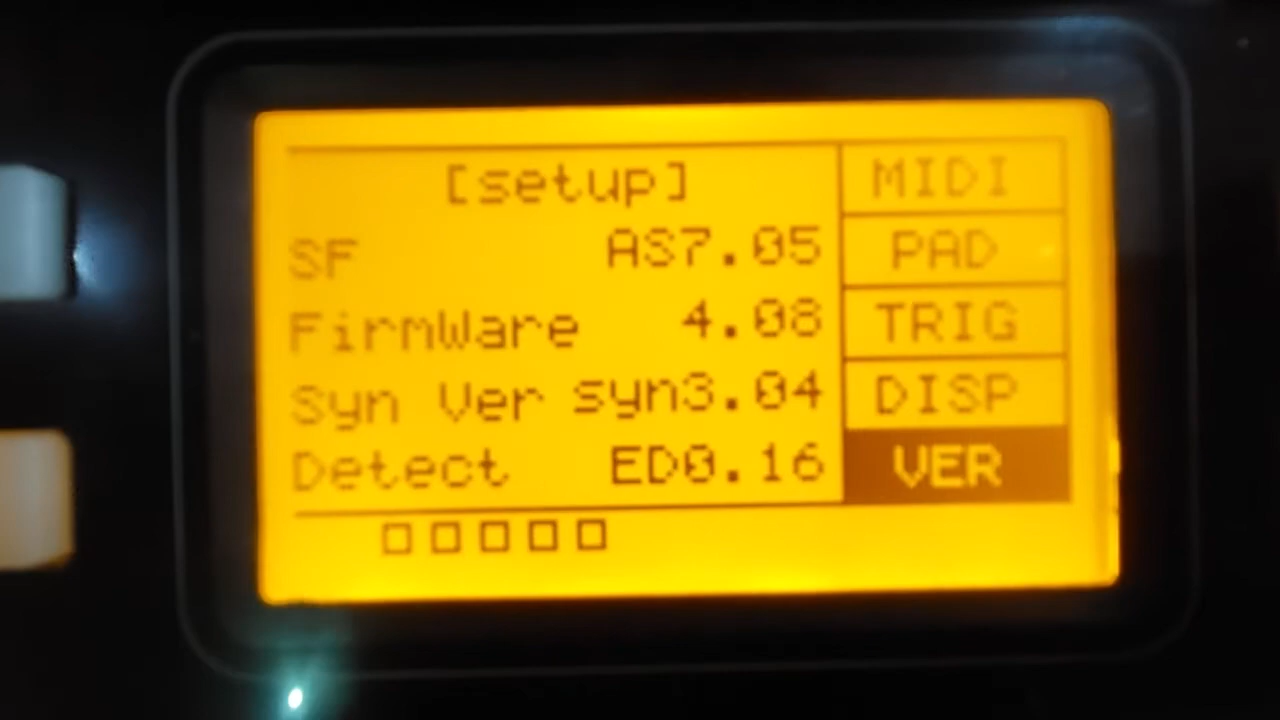 [setup]
SF AS7.05
FirmWare 4.08
Syn Ver syn3.04
Detect ED0.16
MIDI
PAD
TRIG
DISP
VER